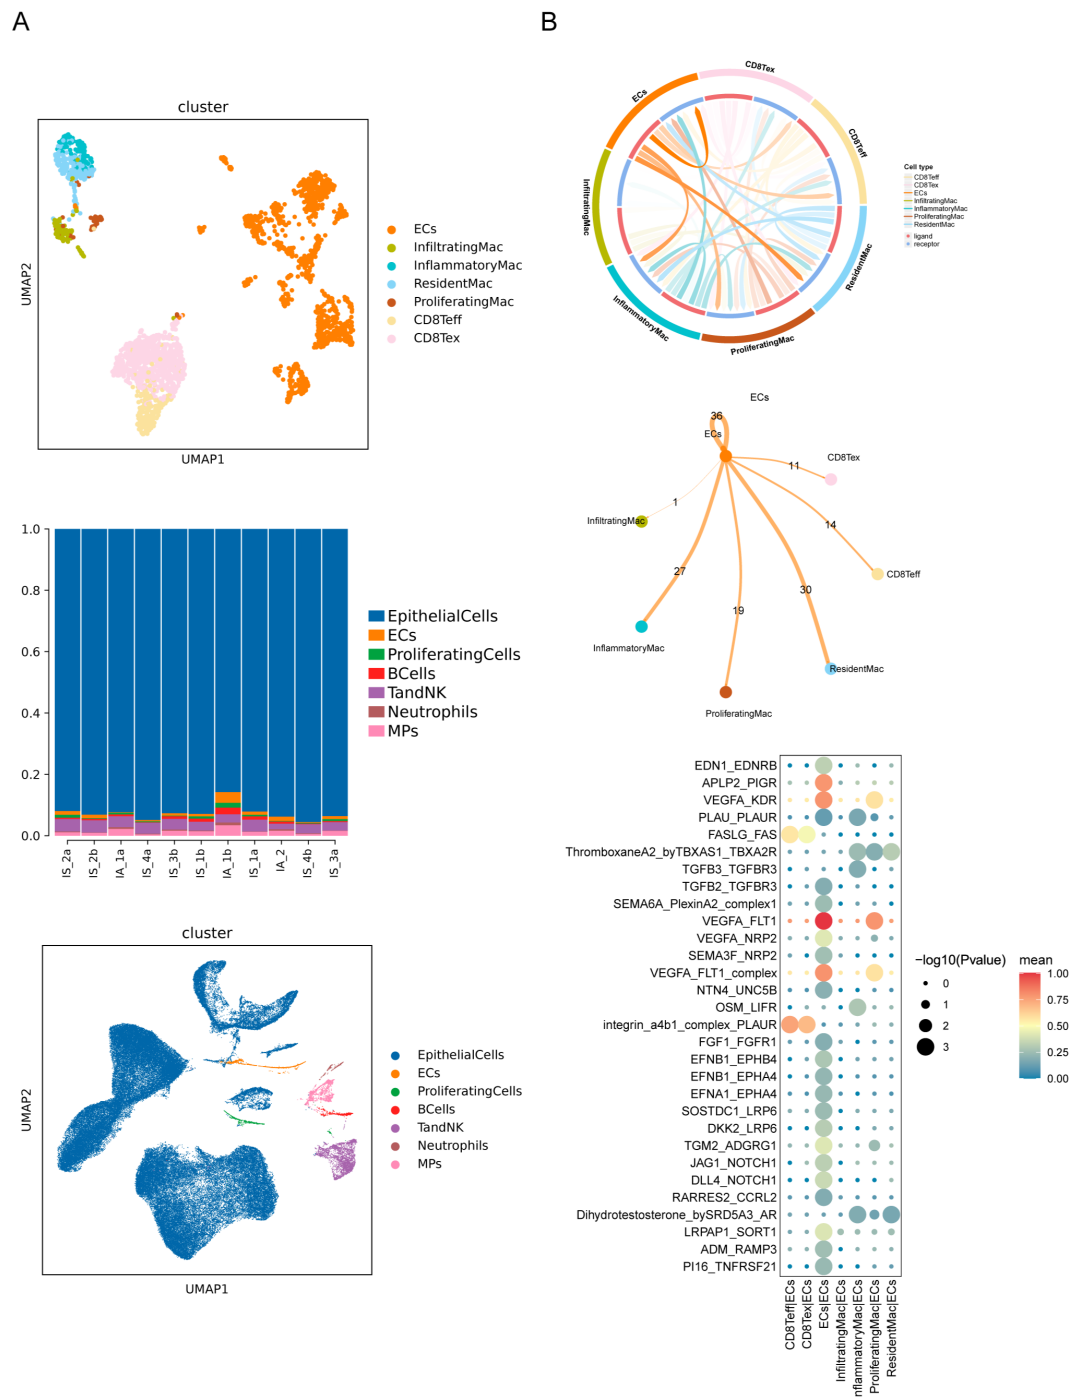 A
B
cluster
UMAP2
UMAP1
ECs
InfiltratingMac
InflammatoryMac
ResidentMac
ProliferatingMac
CD8Teff
CD8Tex
ECs
CD8Tex
CD8Teff
ResidentMac
ProliferatingMac
InflammatoryMac
InfiltratingMac
Cell type
CD8Teff
CD8Tex
ECs
InfiltratingMac
InflammatoryMac
ProliferatingMac
ResidentMac
ligand
receptor
ECs
36
ECs
CD8Tex
11
1
InfiltratingMac
14
27
CD8Teff
30
19
InflammatoryMac
ResidentMac
ProliferatingMac
1.0
0.8
0.6
0.4
0.2
0.0
IS_2a
IS_2b
IA_1a
IS_4a
IS_3b
IS_1b
IA_1b
IS_1a
IA_2
IS_4b
IS_3a
EpithelialCells
ECs
ProliferatingCells
BCells
TandNK
Neutrophils
MPs
cluster
UMAP2
UMAP1
EpithelialCells
ECs
ProliferatingCells
BCells
TandNK
Neutrophils
MPs
EDN1_EDNRB
APLP2_PIGR
VEGFA_KDR
PLAU_PLAUR
FASLG_FAS
ThromboxaneA2_byTBXAS1_TBXA2R
TGFB3_TGFBR3
TGFB2_TGFBR3
SEMA6A_PlexinA2_complex1
VEGFA_FLT1
VEGFA_NRP2
SEMA3F_NRP2
VEGFA_FLT1_complex
NTN4_UNC5B
OSM_LIFR
integrin_a4b1_complex_PLAUR
FGF1_FGFR1
EFNB1_EPHB4
EFNB1_EPHA4
EFNA1_EPHA4
SOSTDC1_LRP6
DKK2_LRP6
TGM2_ADGRG1
JAG1_NOTCH1
DLL4_NOTCH1
RARRES2_CCRL2
Dihydrotestosterone_bySRD5A3_AR
LRPAP1_SORT1
ADM_RAMP3
PI16_TNFRSF21
CD8Teff|ECs
CD8Tex|ECs
ECs|ECs
InfiltratingMac|ECs
nflammatoryMac|ECs
ProliferatingMac|ECs
ResidentMac|ECs
−log10(Pvalue)
0
1
2
3
mean
1.00
0.75
0.50
0.25
0.00